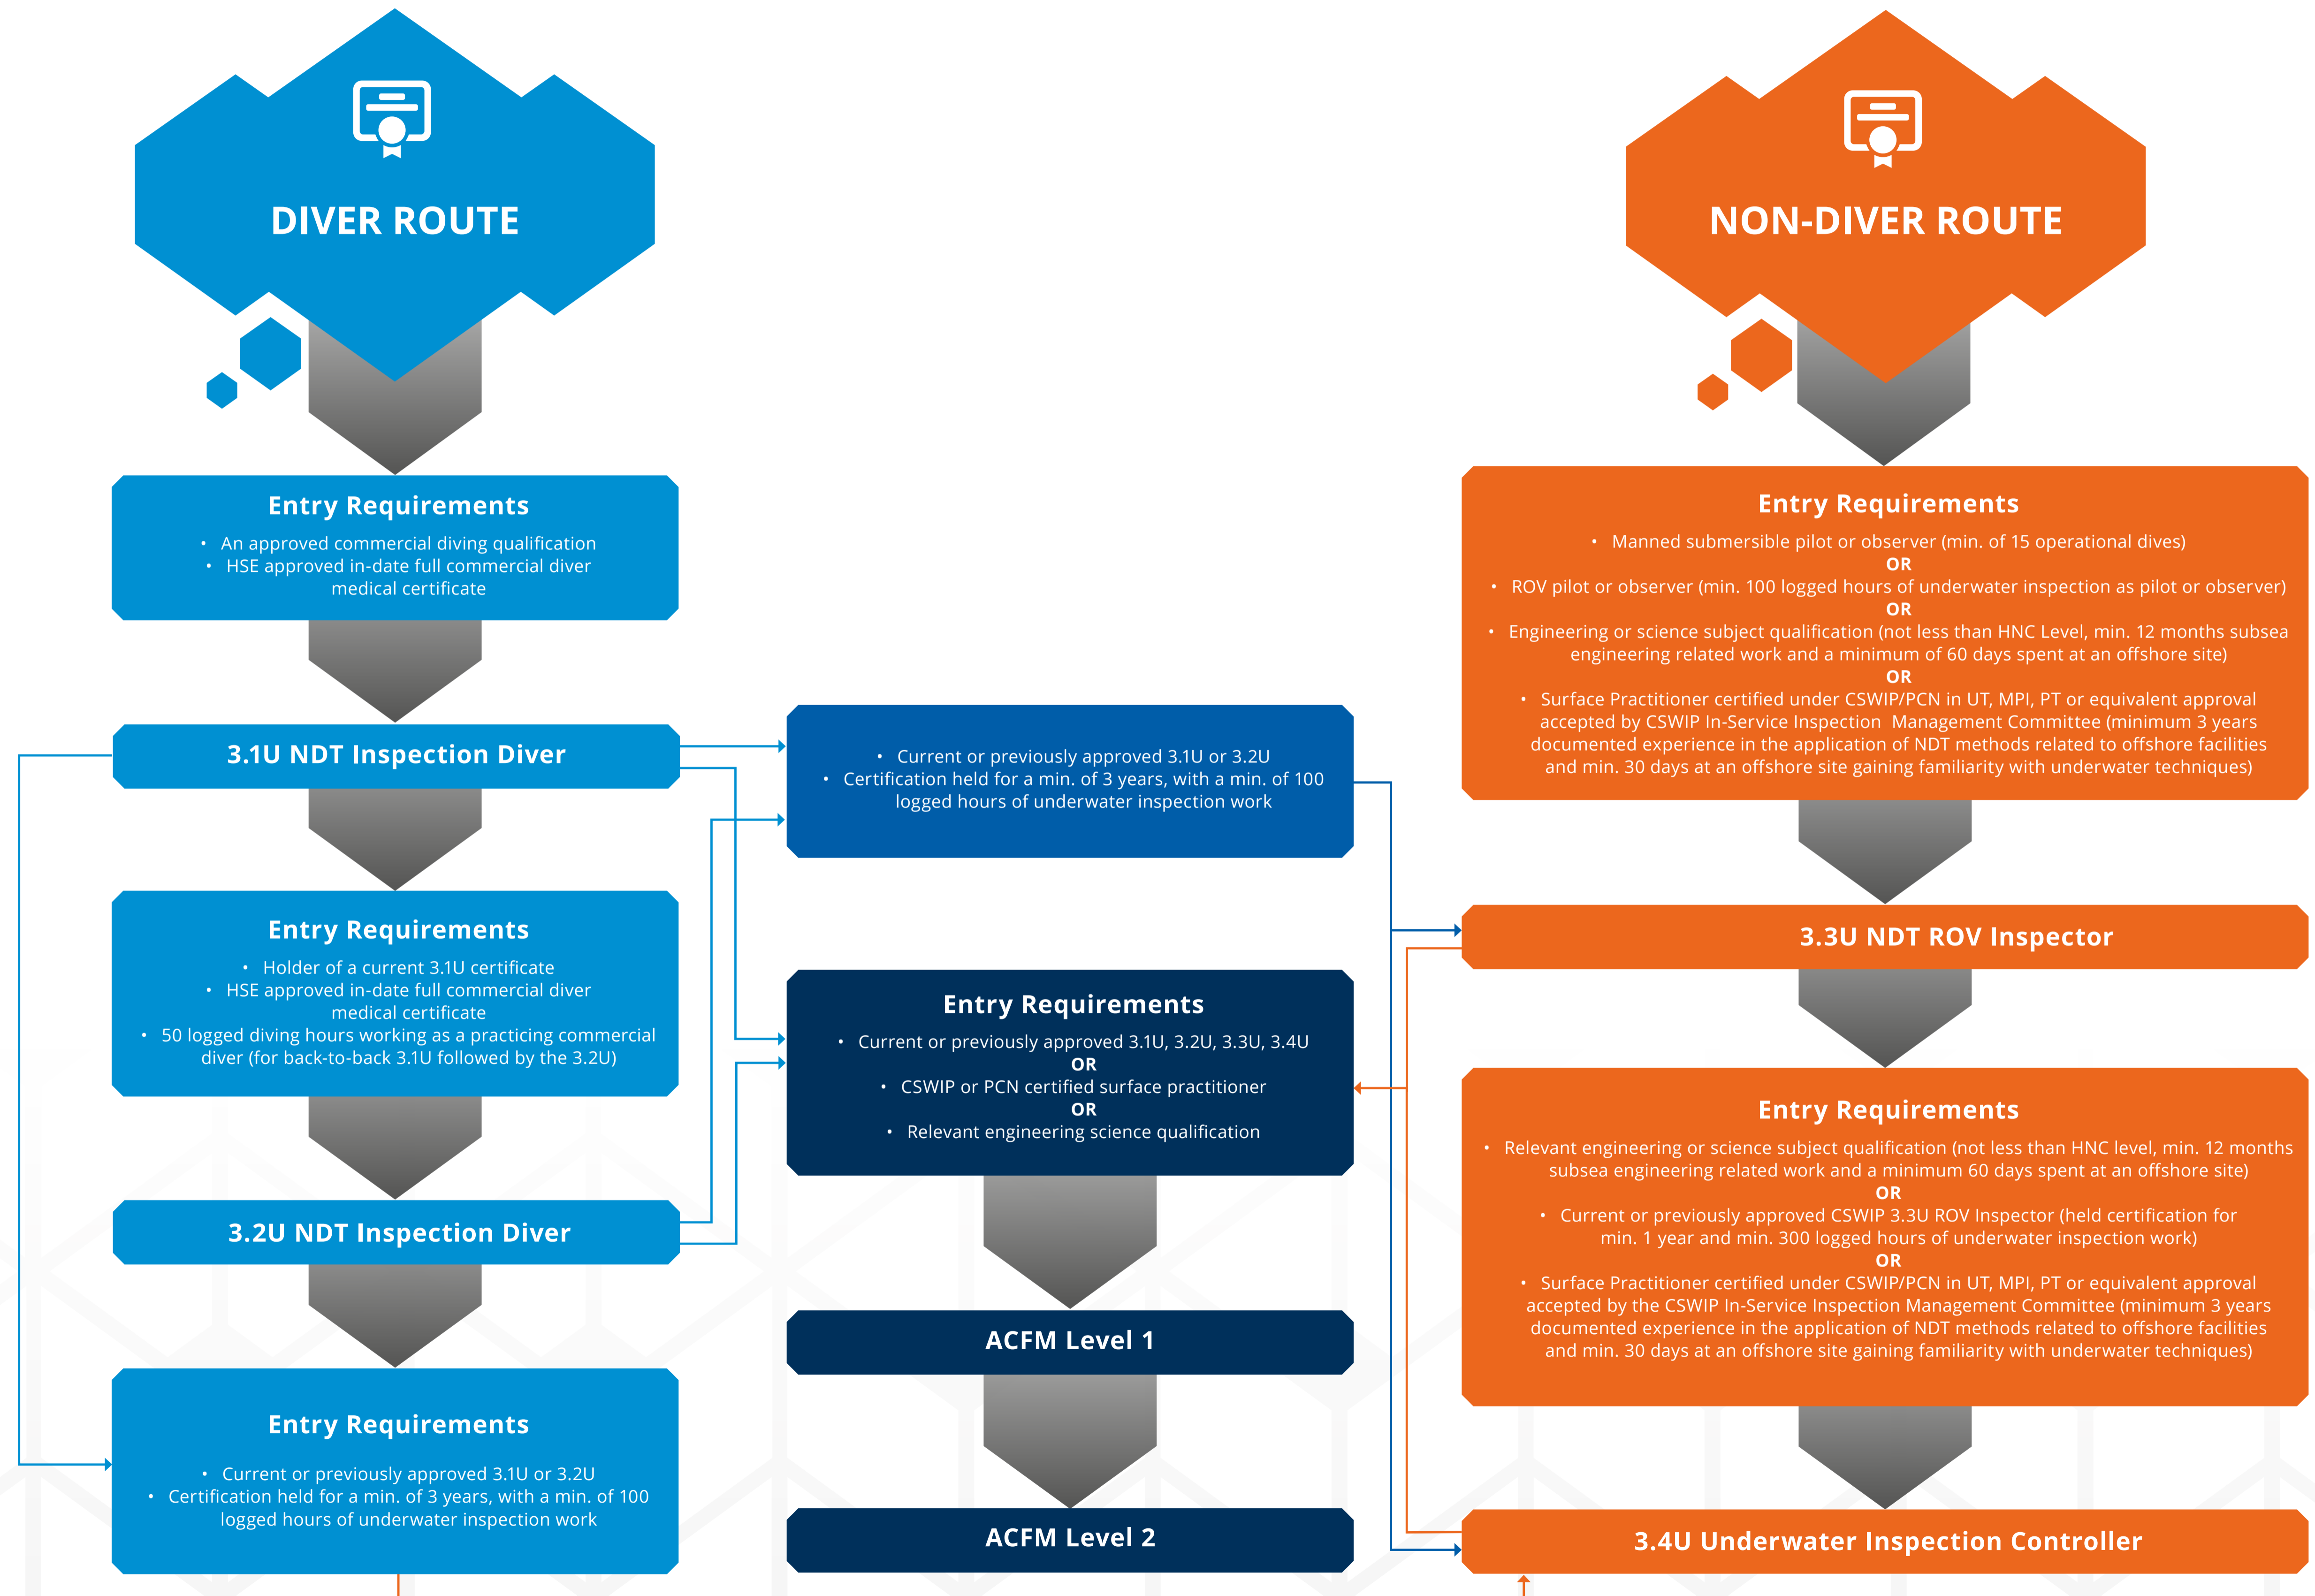 DIVER ROUTE
Entry Requirements
• An approved commercial diving qualification
• HSE approved in-date full commercial diver
medical certificate
3.1U NDT Inspection Diver
Entry Requirements
• Holder of a current 3.1U certificate
• HSE approved in-date full commercial diver
medical certificate
• 50 logged diving hours working as a practicing commercial
diver (for back-to-back 3.1U followed by the 3.2U)
3.2U NDT Inspection Diver
Entry Requirements
• Current or previously approved 3.1U or 3.2U
• Certification held for a min. of 3 years, with a min. of 100
logged hours of underwater inspection work
• Current or previously approved 3.1U or 3.2U
• Certification held for a min. of 3 years, with a min. of 100
logged hours of underwater inspection work
Entry Requirements
• Current or previously approved 3.1U, 3.2U, 3.3U, 3.4U
OR
• CSWIP or PCN certified surface practitioner
OR
• Relevant engineering science qualification
ACFM Level 1
ACFM Level 2
NON-DIVER ROUTE
Entry Requirements
• Manned submersible pilot or observer (min. of 15 operational dives)
OR
• ROV pilot or observer (min. 100 logged hours of underwater inspection as pilot or observer)
OR
• Engineering or science subject qualification (not less than HNC Level, min. 12 months subsea
engineering related work and a minimum of 60 days spent at an offshore site)
OR
• Surface Practitioner certified under CSWIP/PCN in UT, MPI, PT or equivalent approval
accepted by CSWIP In-Service Inspection Management Committee (minimum 3 years
documented experience in the application of NDT methods related to offshore facilities
and min. 30 days at an offshore site gaining familiarity with underwater techniques)
3.3U NDT ROV Inspector
Entry Requirements
• Relevant engineering or science subject qualification (not less than HNC level, min. 12 months
subsea engineering related work and a minimum 60 days spent at an offshore site)
OR
• Current or previously approved CSWIP 3.3U ROV Inspector (held certification for
min. 1 year and min. 300 logged hours of underwater inspection work)
OR
• Surface Practitioner certified under CSWIP/PCN in UT, MPI, PT or equivalent approval
accepted by the CSWIP In-Service Inspection Management Committee (minimum 3 years
documented experience in the application of NDT methods related to offshore facilities
and min. 30 days at an offshore site gaining familiarity with underwater techniques)
3.4U Underwater Inspection Controller